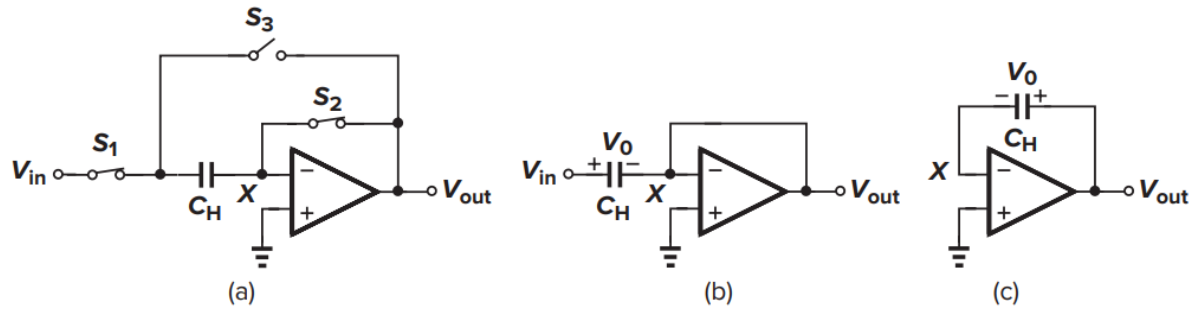 S3
S2
S1
Vin
CH
X
−
+
Vout
(a)
V0
Vin
+
−
CH
X
−
+
Vout
(b)
V0
−
+
CH
X
−
+
Vout
(c)